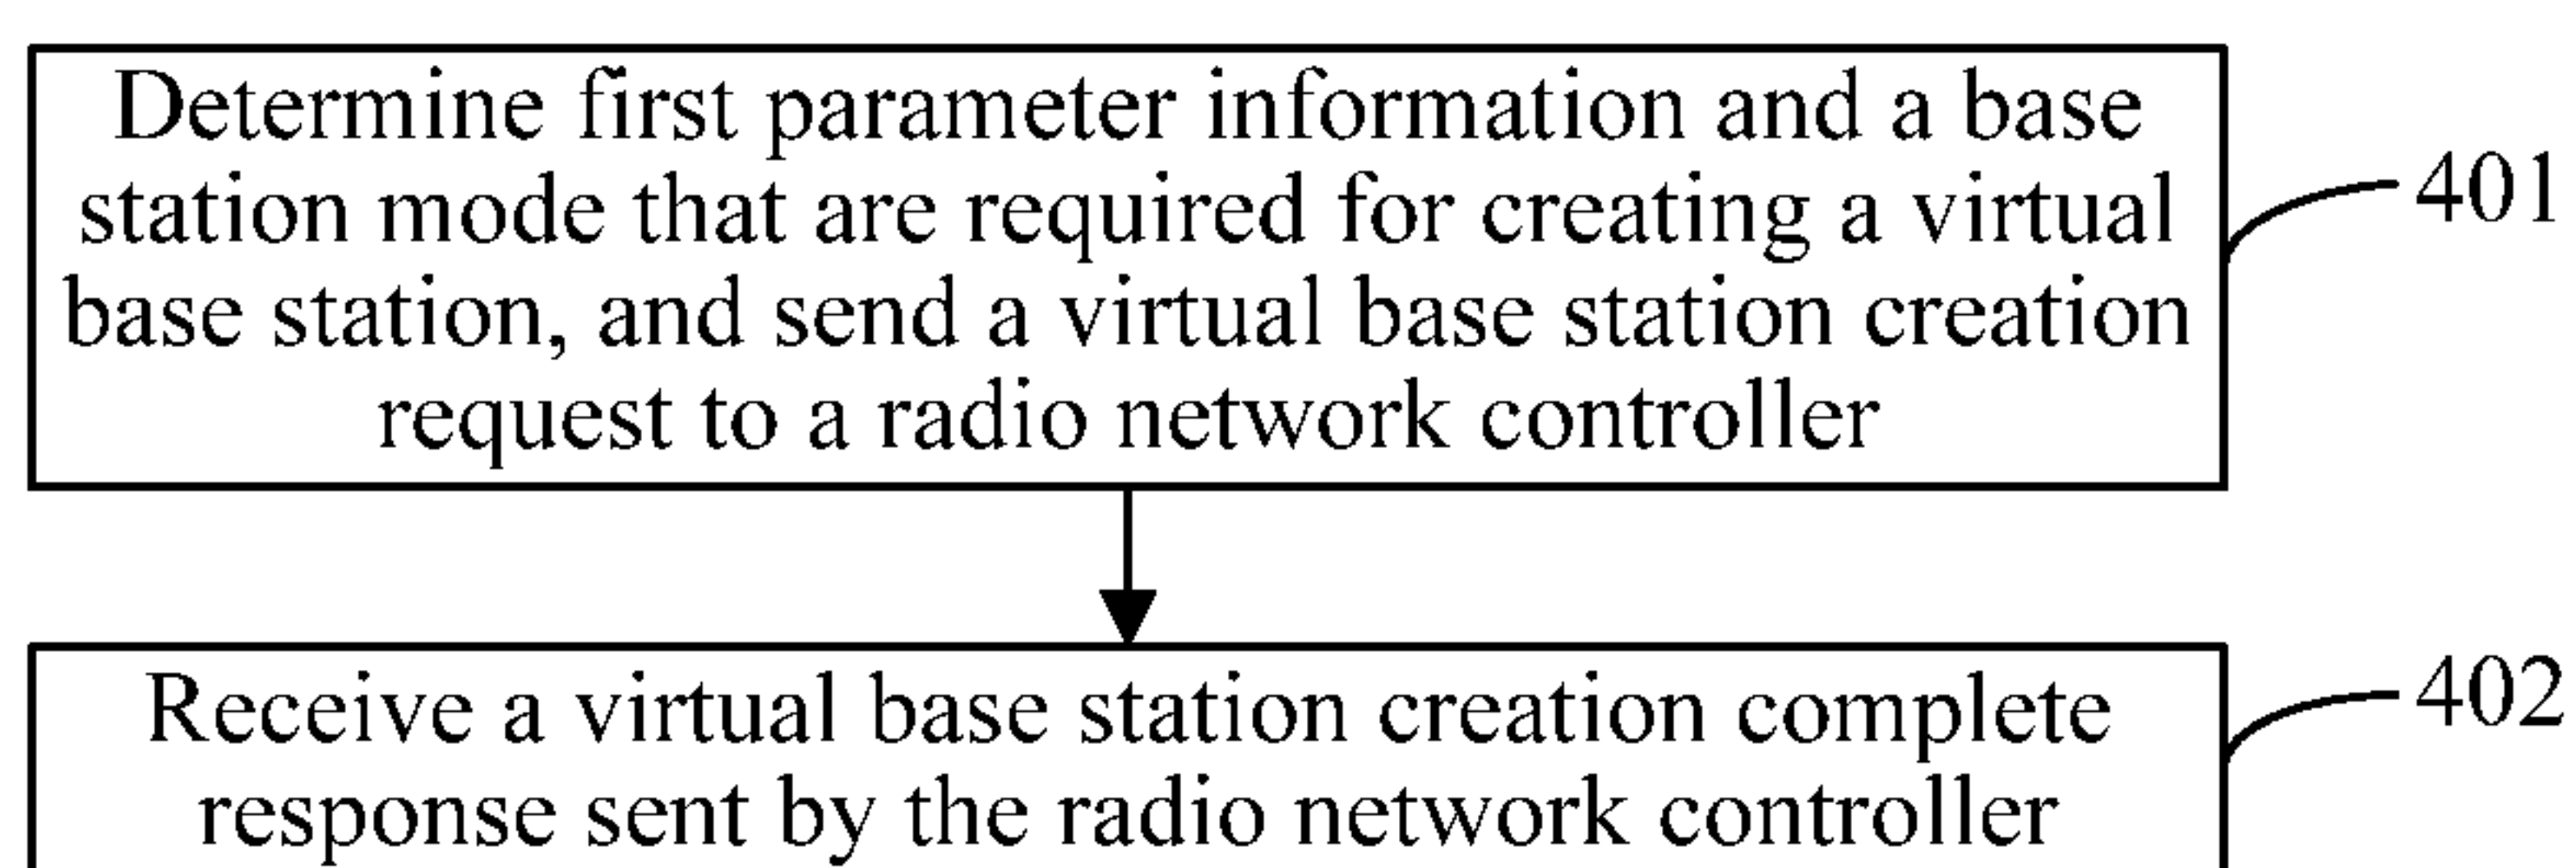 Determine first parameter information and a base
station mode that are required for creating a virtual
base station, and send a virtual base station creation
request to a radio network controller
401
Receive a virtual base station creation complete
response sent by the radio network controller
402